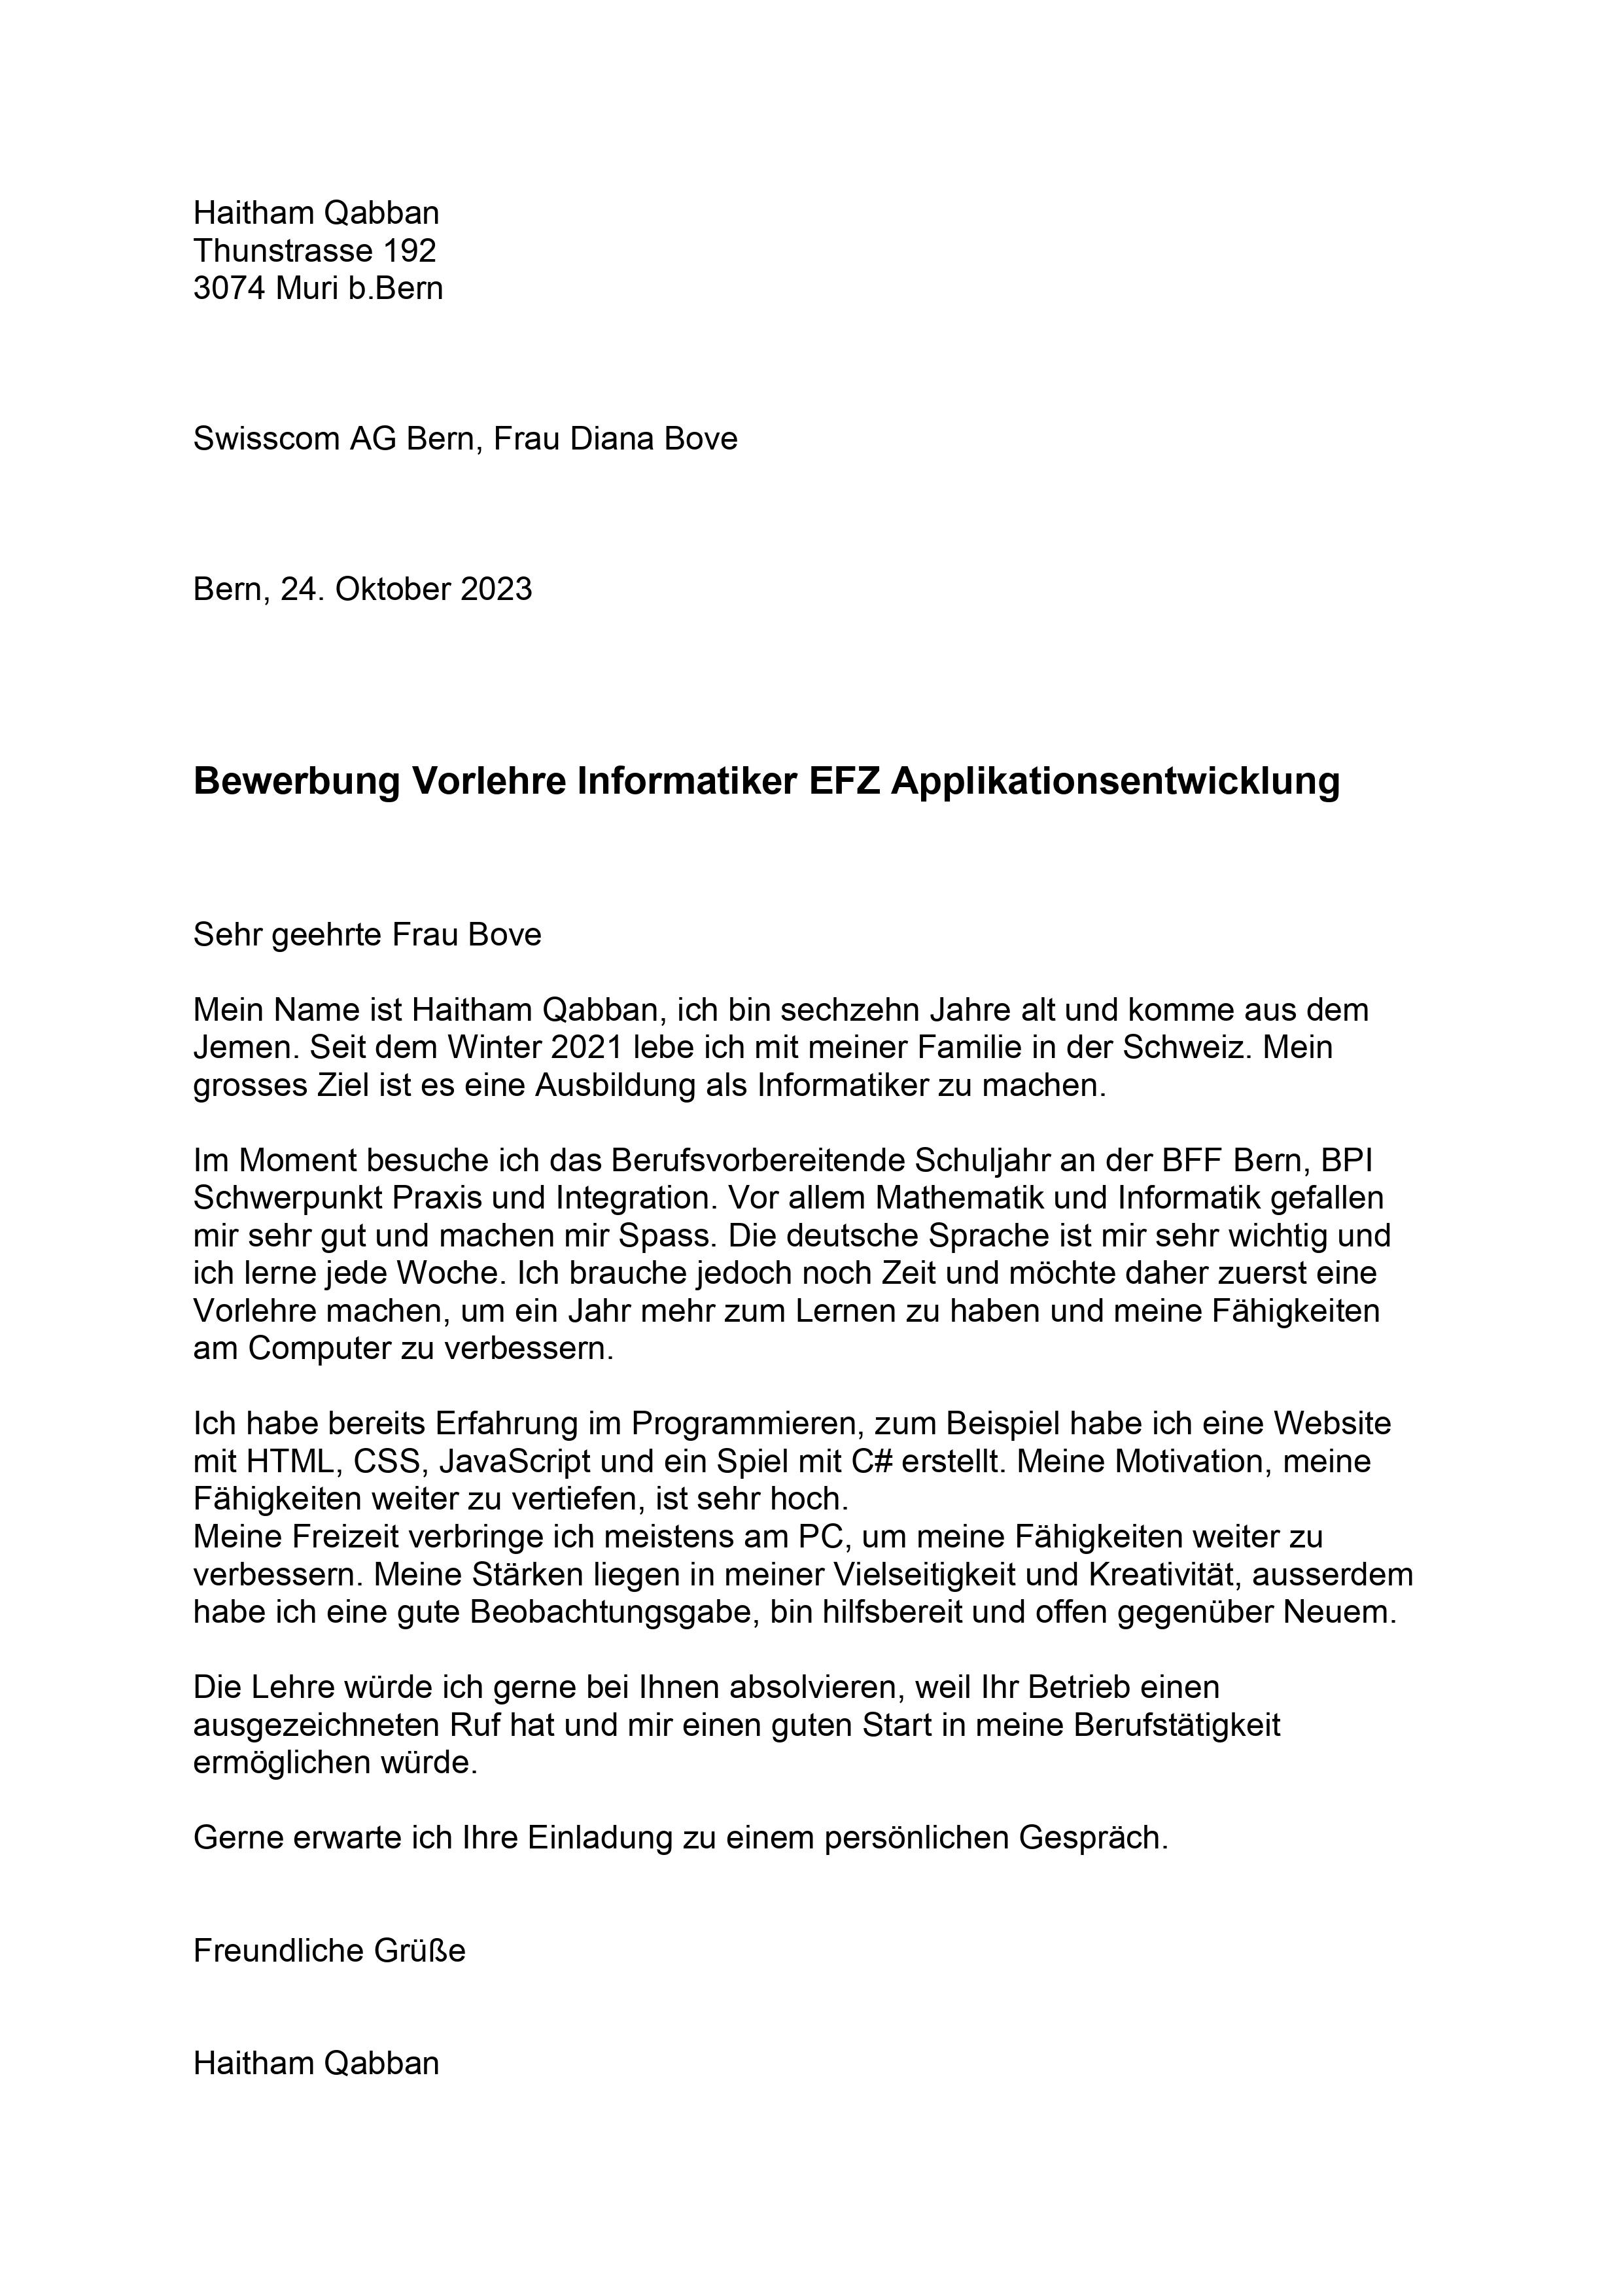 Haitham Qabban
Thunstrasse 192
3074 Muri b.Bern
Swisscom AG Bern, Frau Diana Bove
Bern, 24. Oktober 2023
Bewerbung Vorlehre Informatiker EFZ Applikationsentwicklung
Sehr geehrte Frau Bove
Mein Name ist Haitham Qabban, ich bin sechzehn Jahre alt und komme aus dem
Jemen. Seit dem Winter 2021 lebe ich mit meiner Familie in der Schweiz. Mein
grosses Ziel ist es eine Ausbildung als Informatiker zu machen.
Im Moment besuche ich das Berufsvorbereitende Schuljahr an der BFF Bern, BPI
Schwerpunkt Praxis und Integration. Vor allem Mathematik und Informatik gefallen
mir sehr gut und machen mir Spass. Die deutsche Sprache ist mir sehr wichtig und
ich lerne jede Woche. Ich brauche jedoch noch Zeit und möchte daher zuerst eine
Vorlehre machen, um ein Jahr mehr zum Lernen zu haben und meine Fähigkeiten
am Computer zu verbessern.
Ich habe bereits Erfahrung im Programmieren, zum Beispiel habe ich eine Website
mit HTML, CSS, JavaScript und ein Spiel mit C# erstellt. Meine Motivation, meine
Fähigkeiten weiter zu vertiefen, ist sehr hoch.
Meine Freizeit verbringe ich meistens am PC, um meine Fähigkeiten weiter zu
verbessern. Meine Stärken liegen in meiner Vielseitigkeit und Kreativität, ausserdem
habe ich eine gute Beobachtungsgabe, bin hilfsbereit und offen gegenüber Neuem.
Die Lehre würde ich gerne bei Ihnen absolvieren, weil Ihr Betrieb einen
ausgezeichneten Ruf hat und mir einen guten Start in meine Berufstätigkeit
ermöglichen würde.
Gerne erwarte ich Ihre Einladung zu einem persönlichen Gespräch.
Freundliche Grüße
Haitham Qabban